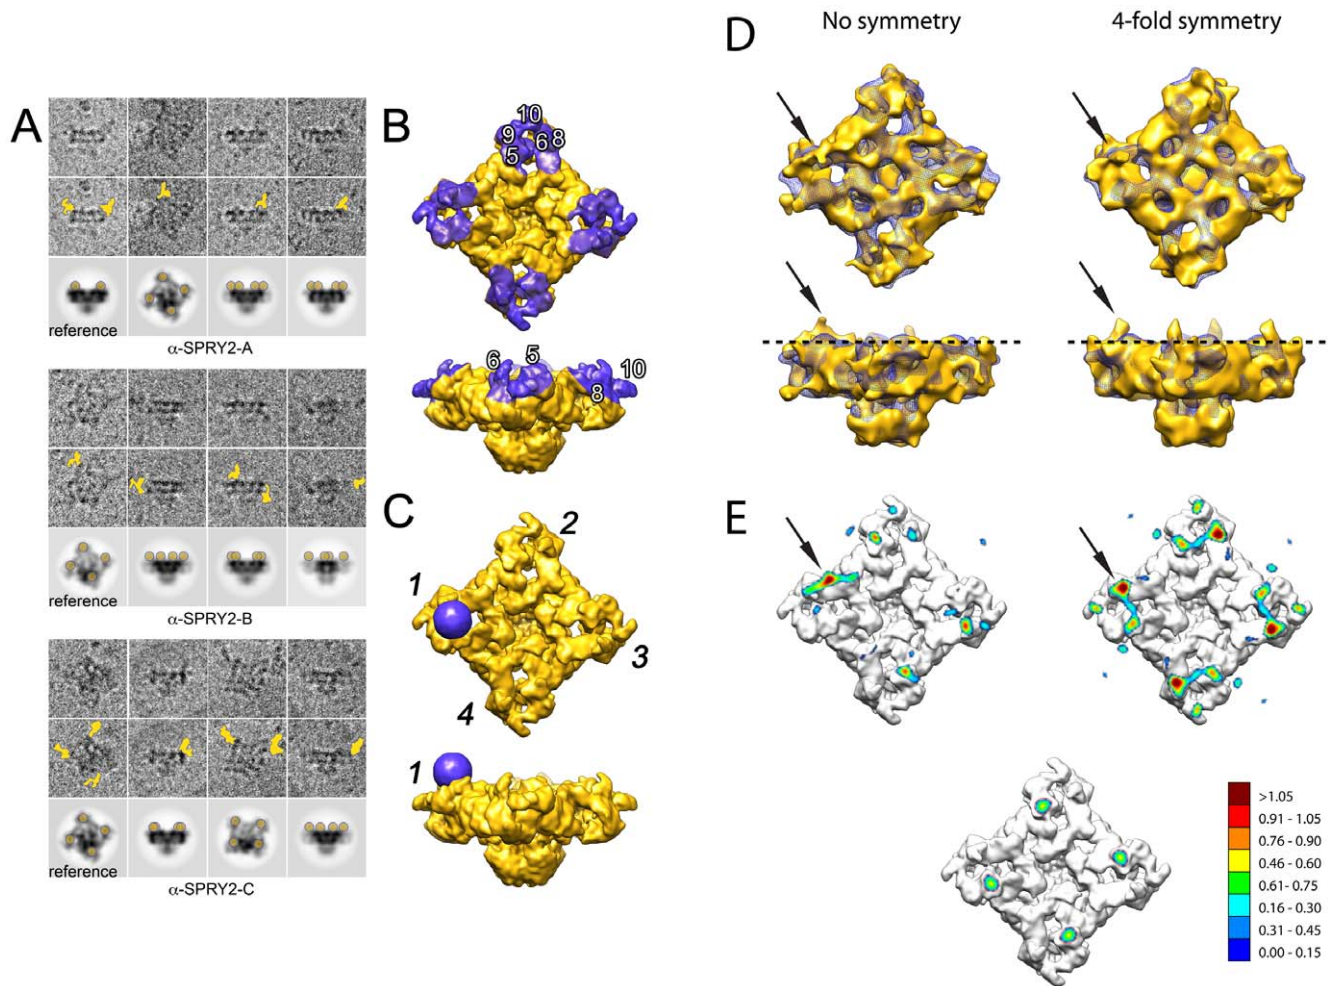 A
reference
α-SPRY2-A
reference
α-SPRY2-B
reference
α-SPRY2-C
B
10
9
6 8
5
5
6
10
8
C
2
1
3
4
1
D
No symmetry
4-fold symmetry
E
>1.05
0.91 - 1.05
0.76 - 0.90
0.46 - 0.60
0.61- 0.75
0.16 - 0.30
0.31 - 0.45
0.00 - 0.15